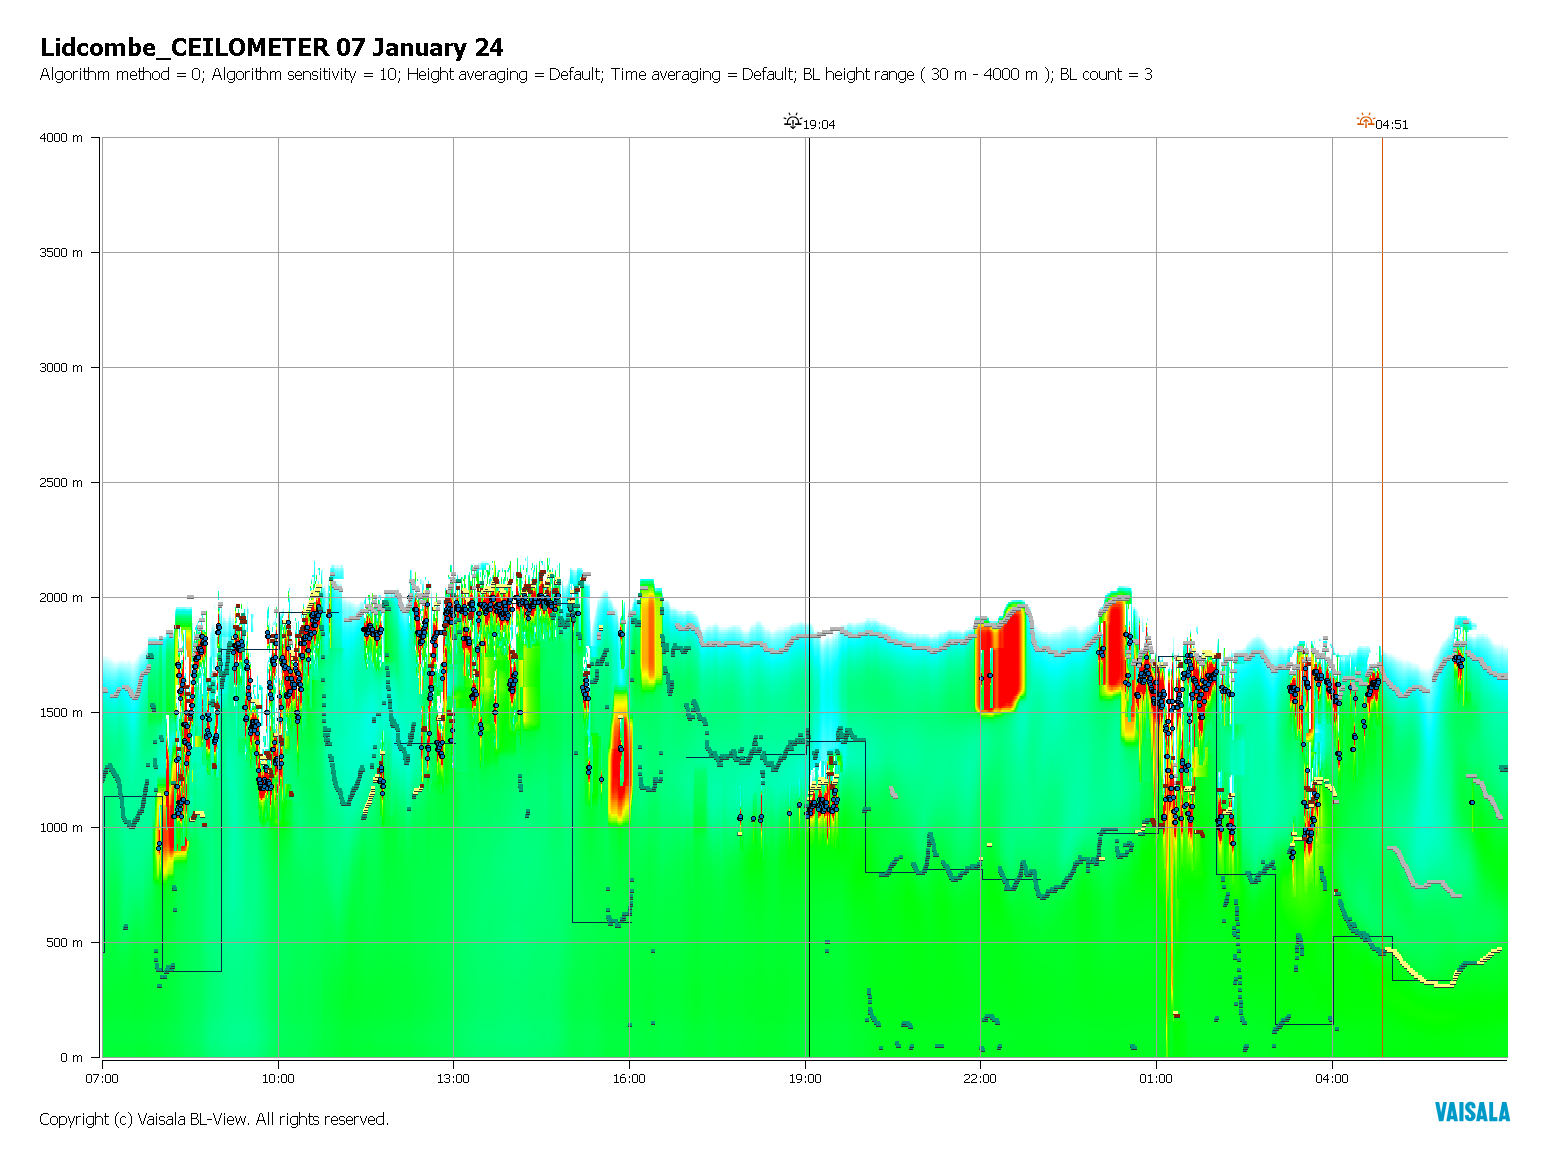 Lidcombe_CEILOMETER 07 January 24
Algorithm method = 0; Algorithm sensitivity = 10; Height averaging = Default; Time averaging = Default; BL height range ( 30 m - 4000 m ); BL count = 3
19:04
04:51
4000 m
3500 m
3000 m
2500 m
2000 m
1500 m
1000 m
500 m
0 m
07:00 10:00 13:00 16:00 19:00 22:00 01:00 04:00
Copyright (c) Vaisala BL-View. All rights reserved.
VAISALA